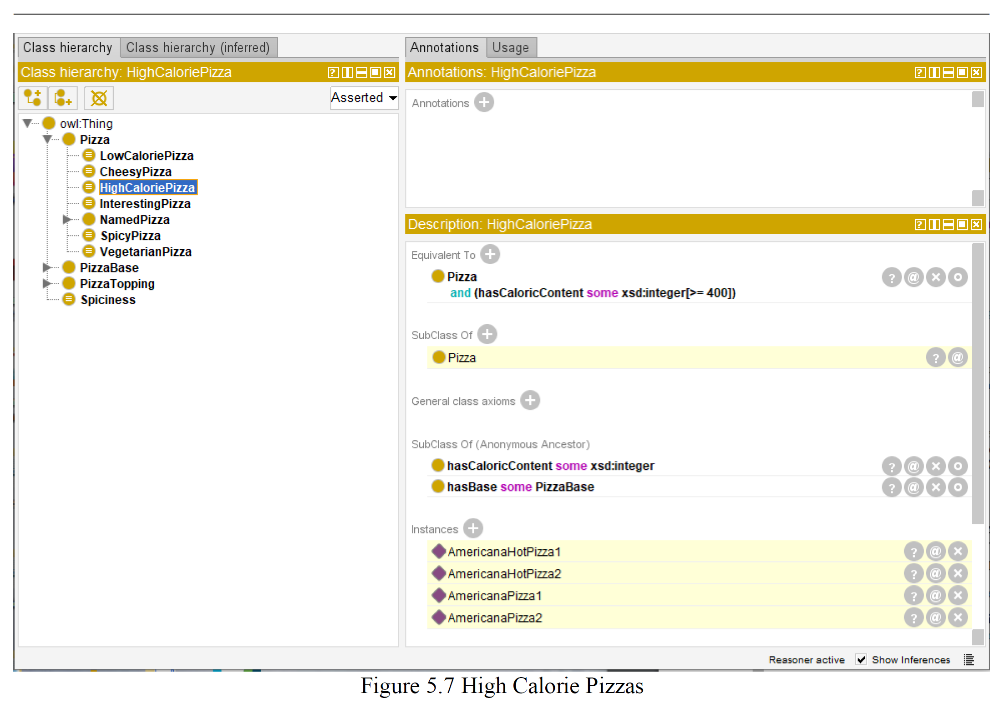 Class hierarchy Class hierarchy (inferred)
Class hierarchy: HighCaloriePizza
Asserted
owl:Thing
Pizza
LowCaloriePizza
CheesyPizza
HighCaloriePizza
InterestingPizza
NamedPizza
SpicyPizza
VegetarianPizza
PizzaBase
PizzaTopping
Spiciness
Annotations Usage
Annotations: HighCaloriePizza
Annotations
Description: HighCaloriePizza
Equivalent To
Pizza
and (hasCaloricContent some xsd:integer[>= 400])
SubClass Of
Pizza
General class axioms
SubClass Of (Anonymous Ancestor)
hasCaloricContent some xsd:integer
hasBase some PizzaBase
Instances
AmericanaHotPizza1
AmericanaHotPizza2
AmericanaPizza1
AmericanaPizza2
Reasoner active Show Inferences
Figure 5.7 High Calorie Pizzas